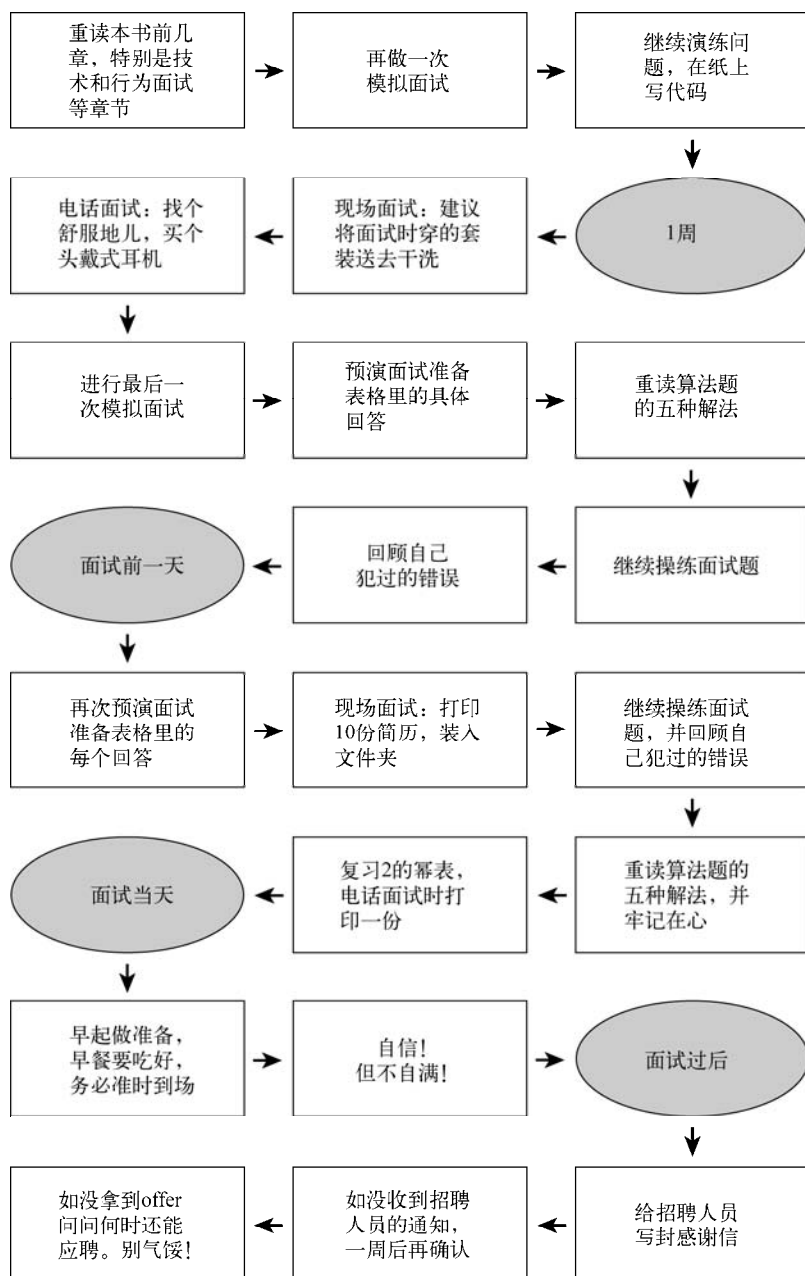 重读本书前几
章，特别是技
术和行为面试
等章节
再做一次
模拟面试
继续演练问
题，在纸上
写代码
1周
现场面试：建议
将面试时穿的套
装送去干洗
电话面试：找个
舒服地儿，买个
头戴式耳机
进行最后一
次模拟面试
预演面试准备
表格里的具体
回答
重读算法题
的五种解法
继续操练面试题
回顾自己
犯过的错误
面试前一天
再次预演面试
准备表格里的
每个回答
现场面试：打印
10份简历，装入
文件夹
继续操练面试
题，并回顾自
己犯过的错误
重读算法题的
五种解法，并
牢记在心
复习2的幂表，
电话面试时打
印一份
面试当天
早起做准备，
早餐要吃好，
务必准时到场
自信！
但不自满！
面试过后
给招聘人员
写封感谢信
如没收到招聘
人员的通知，
一周后再确认
如没拿到offer
问问何时还能
应聘。别气馁！